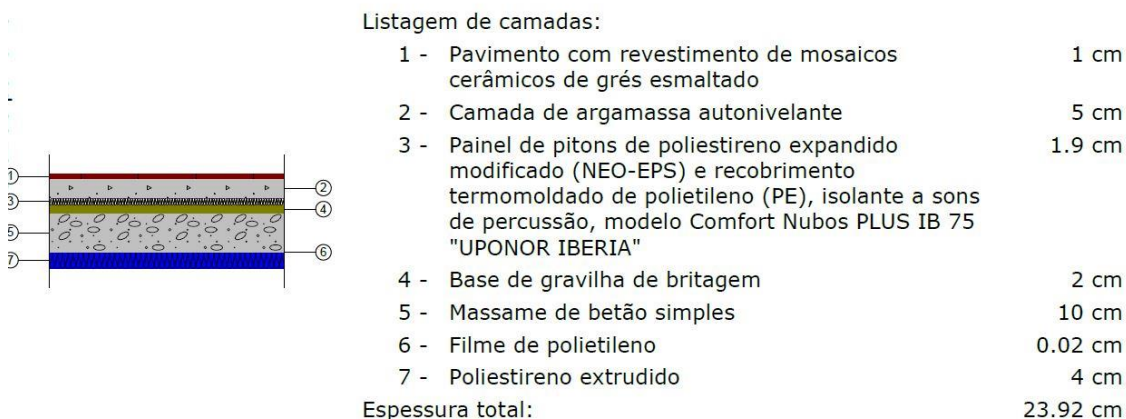 Listagem de camadas:
1 - Pavimento com revestimento de mosaicos 1 cm
cerâmicos de grés esmaltado
2 - Camada de argamassa autonivelante 5 cm
3 - Painel de pitons de poliestireno expandido 1.9 cm
modificado (NEO-EPS) e recobrimento
termomoldado de polietileno (PE), isolante a sons
de percussão, modelo Comfort Nubos PLUS IB 75
"UPONOR IBERIA"
4 - Base de gravilha de britagem 2 cm
5 - Massame de betão simples 10 cm
6 - Filme de polietileno 0.02 cm
7 - Poliestireno extrudido 4 cm
Espessura total: 23.92 cm
1
2
3
4
5
6
7